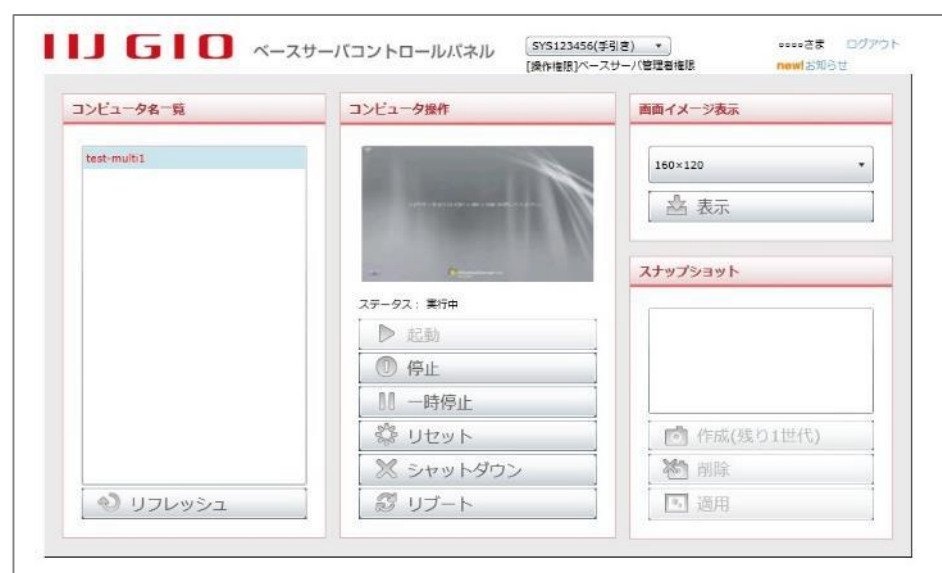 IIJ GIO ベースサーバコントロールパネル
SYS123456(手引き)
[操作権限]ベースサーバ管理者権限
さま ログアウト
new!お知らせ
コンピュータ名一覧
test-multi1
リフレッシュ
コンピュータ操作
ステータス: 実行中
起動
停止
一時停止
リセット
シャットダウン
リブート
画面イメージ表示
160×120
表示
スナップショット
作成(残り1世代)
削除
適用